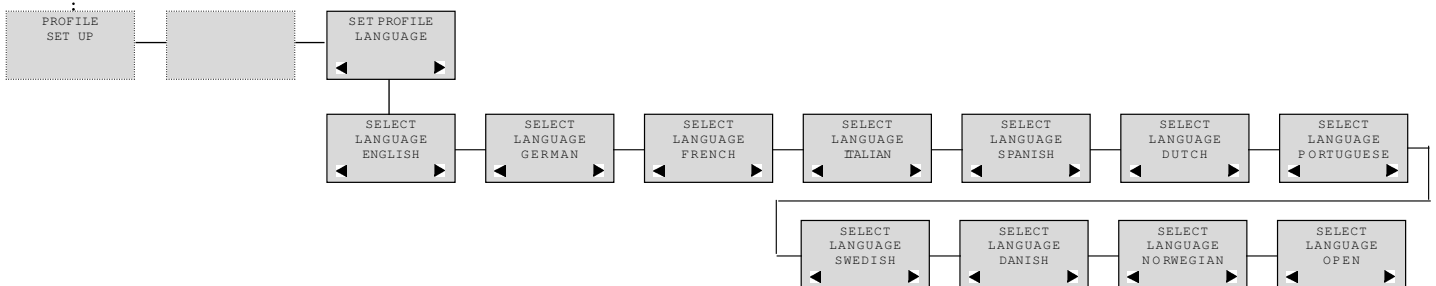 :
PROFILE
SET UP
SET PROFILE
LANGUAGE
SELECT
LANGUAGE
ENGLISH
SELECT
LANGUAGE
GERMAN
SELECT
LANGUAGE
FRENCH
SELECT
LANGUAGE
ITALIAN
SELECT
LANGUAGE
SPANISH
SELECT
LANGUAGE
DUTCH
SELECT
LANGUAGE
PORTUGUESE
SELECT
LANGUAGE
SWEDISH
SELECT
LANGUAGE
DANISH
SELECT
LANGUAGE
NORWEGIAN
SELECT
LANGUAGE
OPEN